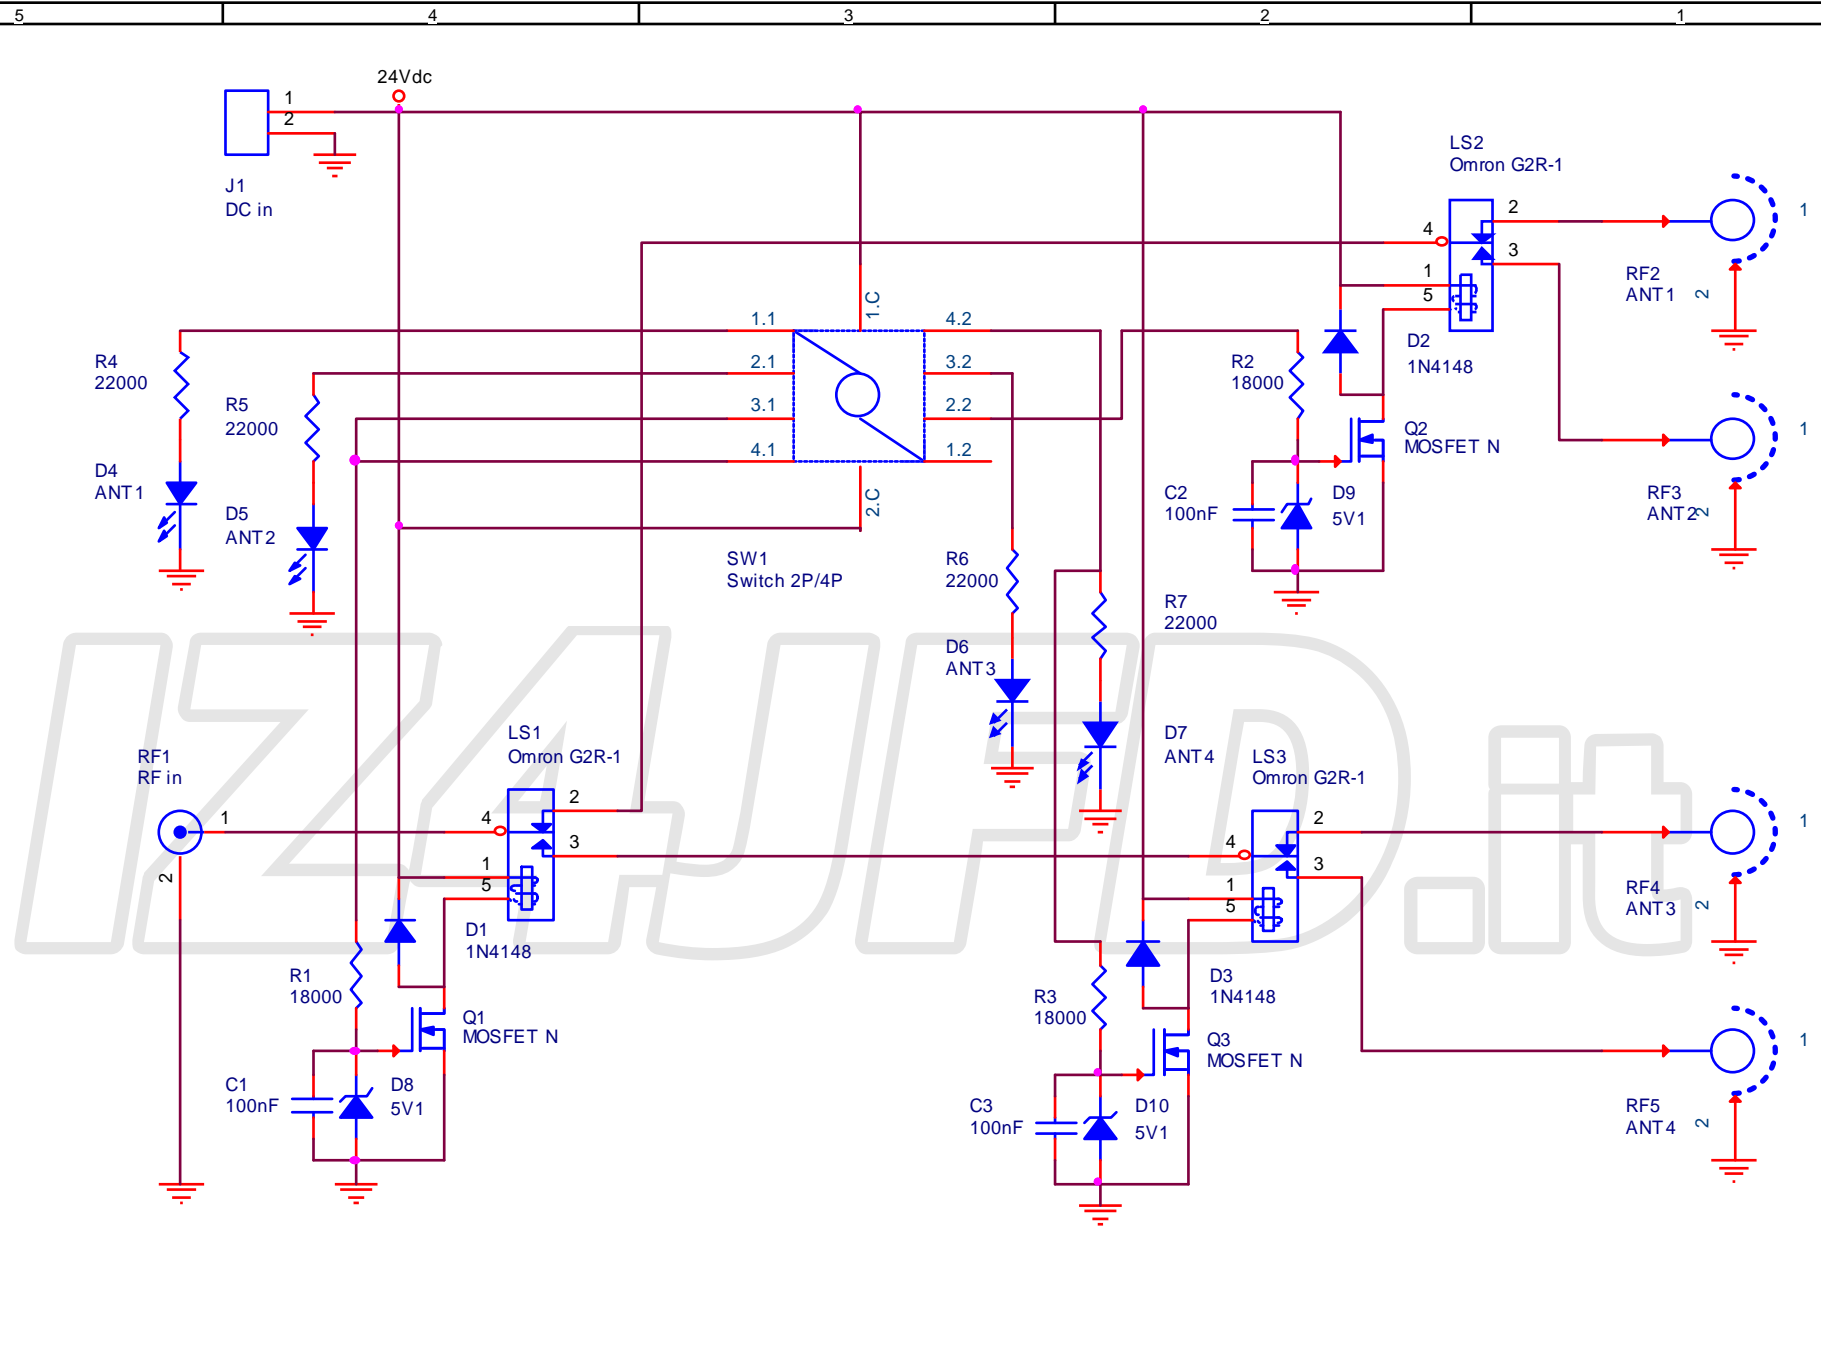 5
4
3
2
1
24Vdc
1
2
J1
DC in
LS2
Omron G2R-1
2
4
3
1
5
1
RF2
ANT1
2
D2
1N4148
R2
18000
1.C
1.1
4.2
2.1
3.2
3.1
2.2
4.1
1.2
2.C
SW1
Switch 2P/4P
R4
22000
R5
22000
D4
ANT1
D5
ANT2
Q2
MOSFET N
C2
100nF
D9
5V1
1
RF3
ANT2
2
R6
22000
R7
22000
D6
ANT3
D7
ANT4
IZ4JFD.it
RF1
RF in
1
2
LS1
Omron G2R-1
2
4
3
1
5
D1
1N4148
R1
18000
Q1
MOSFET N
C1
100nF
D8
5V1
LS3
Omron G2R-1
2
4
3
1
5
D3
1N4148
R3
18000
Q3
MOSFET N
C3
100nF
D10
5V1
1
RF4
ANT3
2
1
RF5
ANT4
2